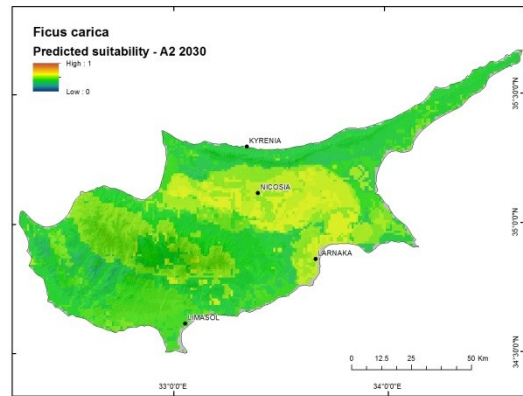 Ficus carica
Predicted suitability - A2 2030
High : 1
Low : 0
KYRENIA
35°30'0"N
NICOSIA
35°0'0"N
LARNAKA
LIMASOL
34°30'0"N
0 12.5 25 50 Km
33°0'0"E 34°0'0"E